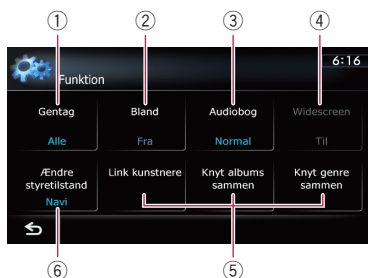 ① ② ③ ④
6:16
Funktion
Gentag Bland Audiobog Widescreen
Alle Fra Normal Til
Ændre styretilstand Link kunstnere Knyt albums sammen Knyt genre sammen
Navi
⑥ ⑤